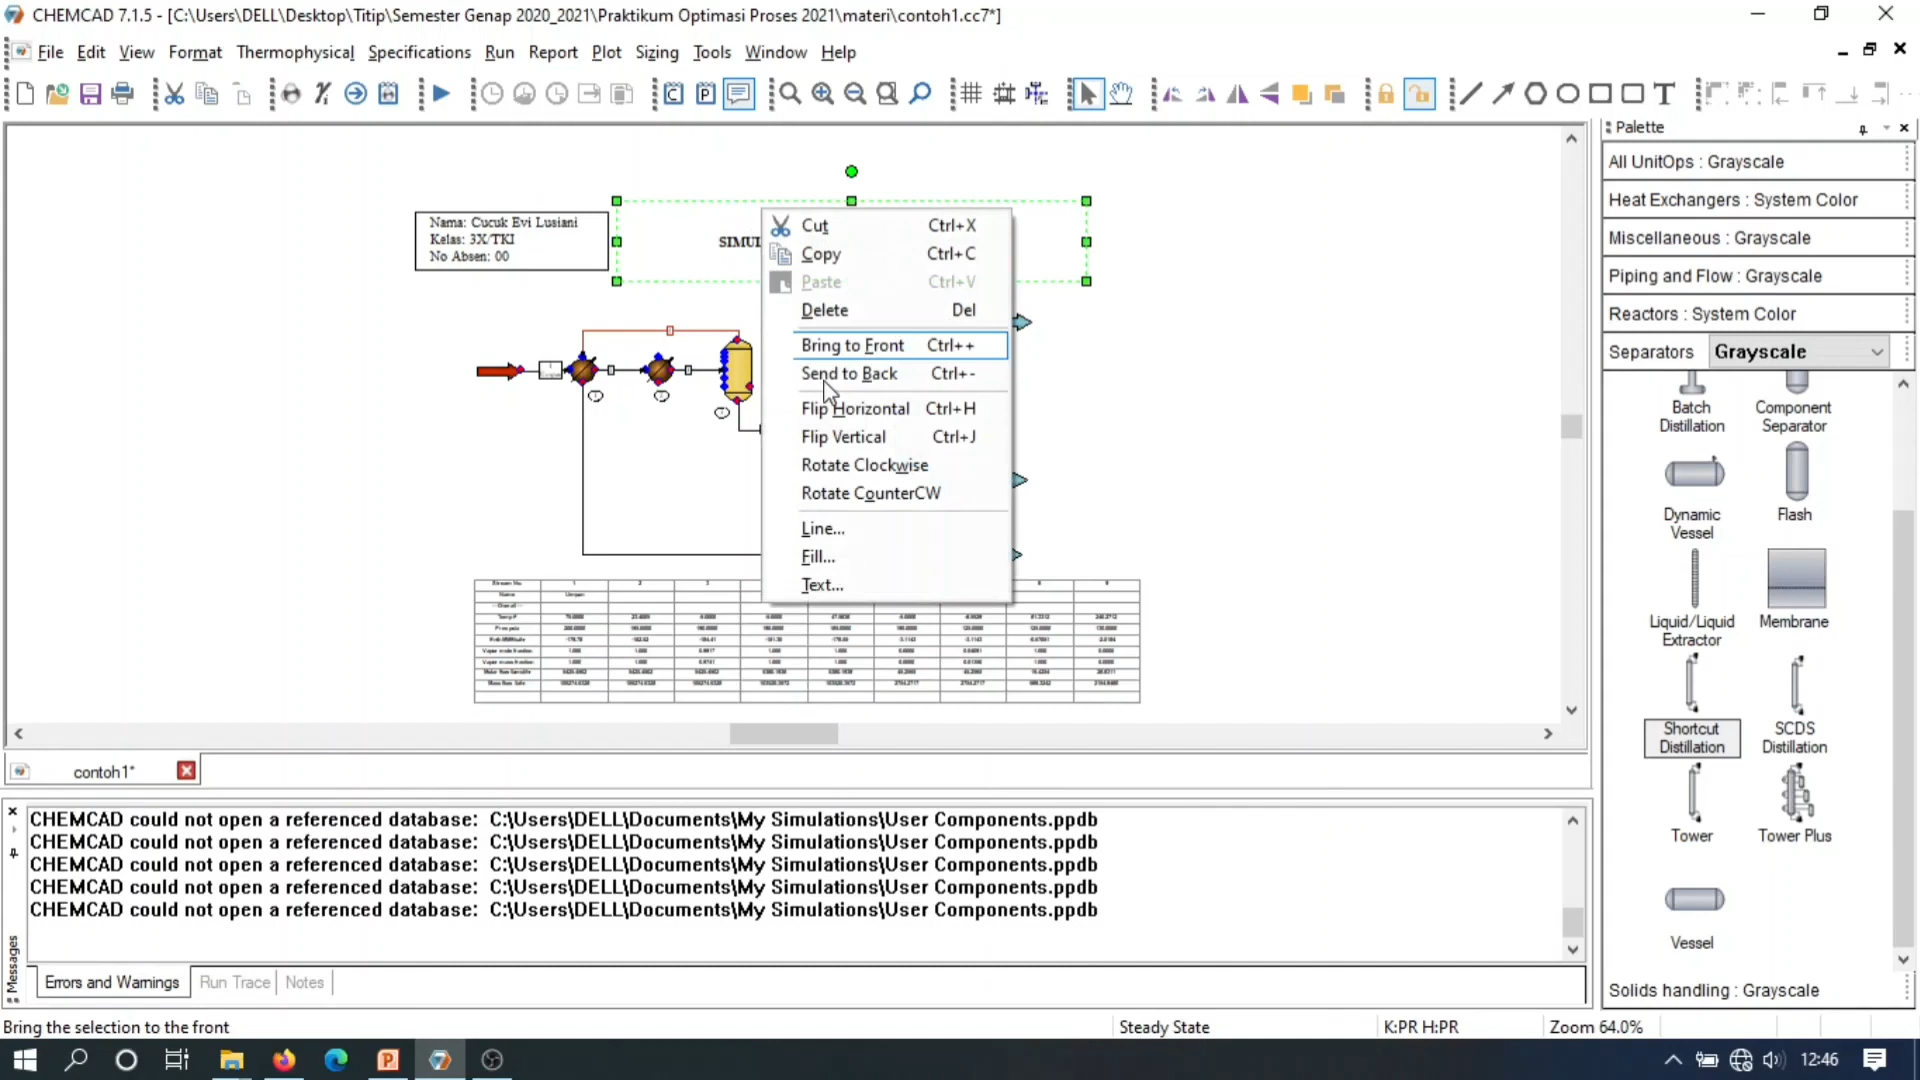 CHEMCAD 7.1.5 - [C:\Users\DELL\Desktop\Titip\Semester Genap 2020_2021\Praktikum Optimasi Proses 2021\materi\contoh1.cc7*]
File Edit View Format Thermophysical Specifications Run Report Plot Sizing Tools Window Help
Palette
All UnitOps : Grayscale
Heat Exchangers : System Color
Miscellaneous : Grayscale
Piping and Flow : Grayscale
Reactors : System Color
Separators Grayscale
Batch Distillation
Component Separator
Dynamic Vessel
Flash
Liquid/Liquid Extractor
Membrane
Shortcut Distillation
SCDS Distillation
Tower
Tower Plus
Vessel
Solids handling : Grayscale
Nama: Cucuk Evi Lusiani
Kelas: 3X/TKI
No Absen: 00
SIMUL
Cut Ctrl+X
Copy Ctrl+C
Paste Ctrl+V
Delete Del
Bring to Front Ctrl++
Send to Back Ctrl+-
Flip Horizontal Ctrl+H
Flip Vertical Ctrl+J
Rotate Clockwise
Rotate CounterCW
Line...
Fill...
Text...
Stream No. 1 2 3 8 9
Name Umpan
contoh1*
CHEMCAD could not open a referenced database: C:\Users\DELL\Documents\My Simulations\User Components.ppdb
CHEMCAD could not open a referenced database: C:\Users\DELL\Documents\My Simulations\User Components.ppdb
CHEMCAD could not open a referenced database: C:\Users\DELL\Documents\My Simulations\User Components.ppdb
CHEMCAD could not open a referenced database: C:\Users\DELL\Documents\My Simulations\User Components.ppdb
CHEMCAD could not open a referenced database: C:\Users\DELL\Documents\My Simulations\User Components.ppdb
Messages
Errors and Warnings Run Trace Notes
Bring the selection to the front Steady State K:PR H:PR Zoom 64.0%
12:46